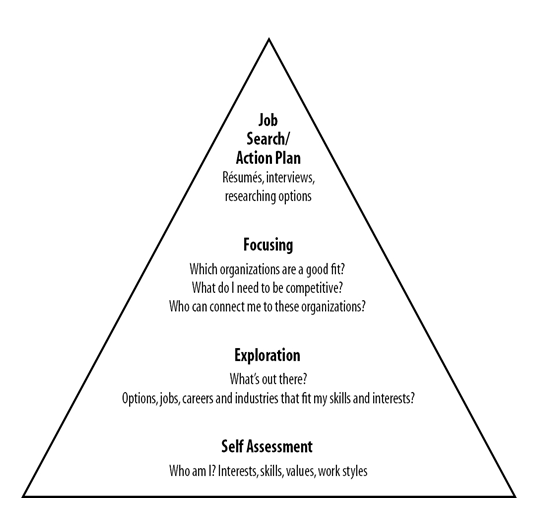 Job
Search/
Action Plan
Résumés, interviews,
researching options
Focusing
Which organizations are a good fit?
What do I need to be competitive?
Who can connect me to these organizations?
Exploration
What's out there?
Options, jobs, careers and industries that fit my skills and interests?
Self Assessment
Who am I? Interests, skills, values, work styles